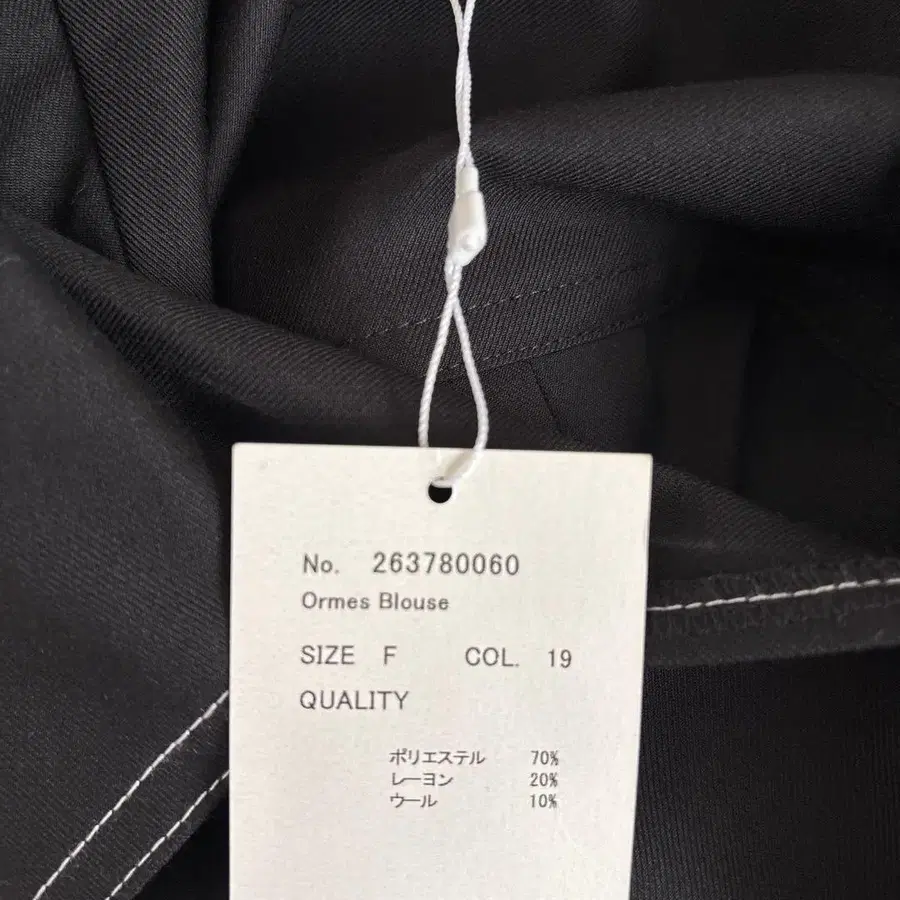 No. 263780060
Ormes Blouse
SIZE F COL. 19
QUALITY
ポリエステル 70%
レーヨン 20%
ウール 10%